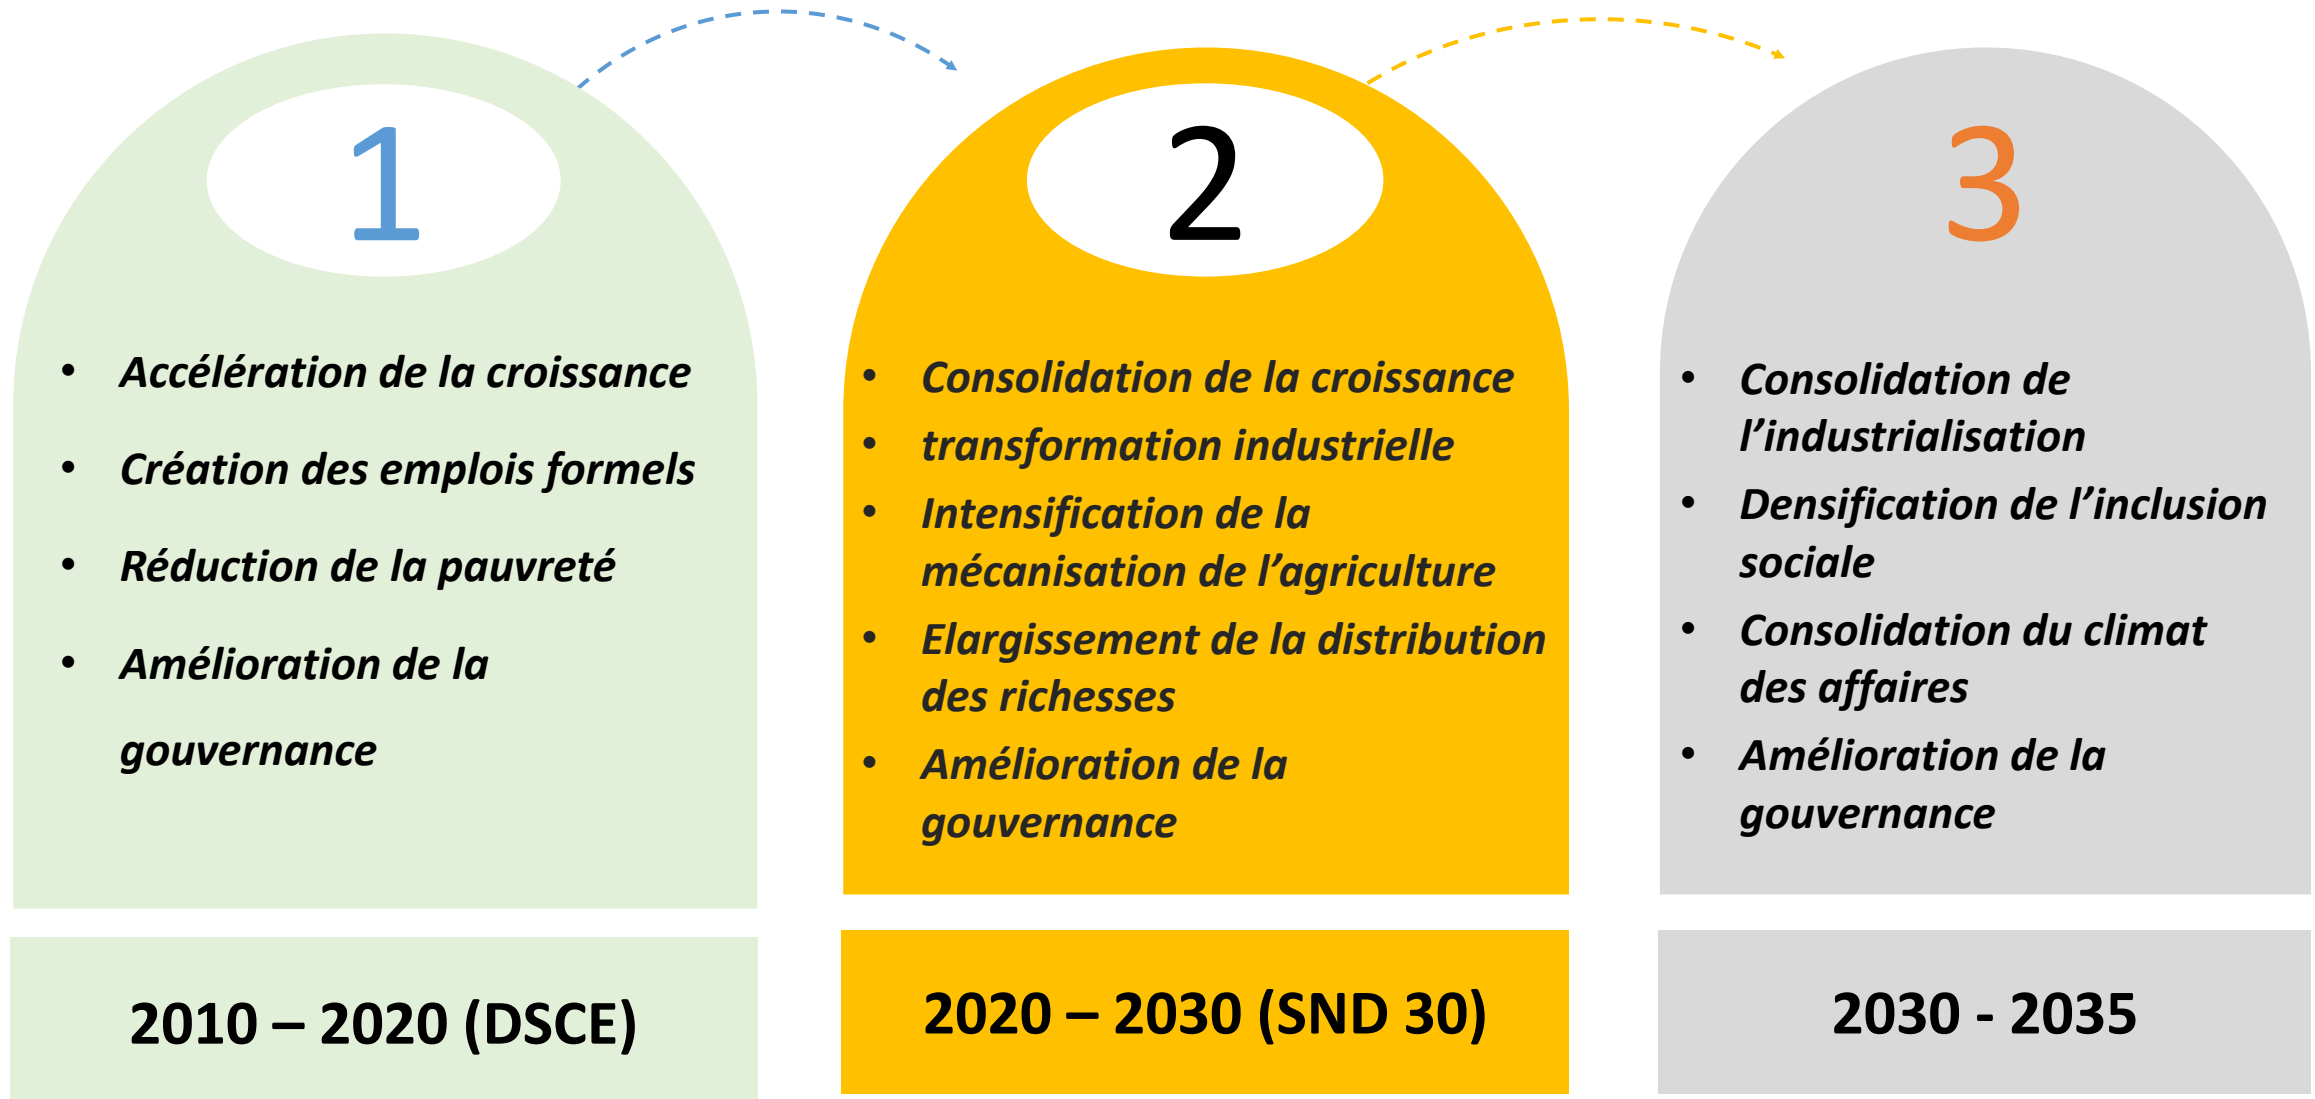 1
• Accélération de la croissance
• Création des emplois formels
• Réduction de la pauvreté
• Amélioration de la
gouvernance
2010 – 2020 (DSCE)
2
• Consolidation de la croissance
• transformation industrielle
• Intensification de la
mécanisation de l’agriculture
• Elargissement de la distribution
des richesses
• Amélioration de la
gouvernance
2020 – 2030 (SND 30)
3
• Consolidation de
l’industrialisation
• Densification de l’inclusion
sociale
• Consolidation du climat
des affaires
• Amélioration de la
gouvernance
2030 - 2035